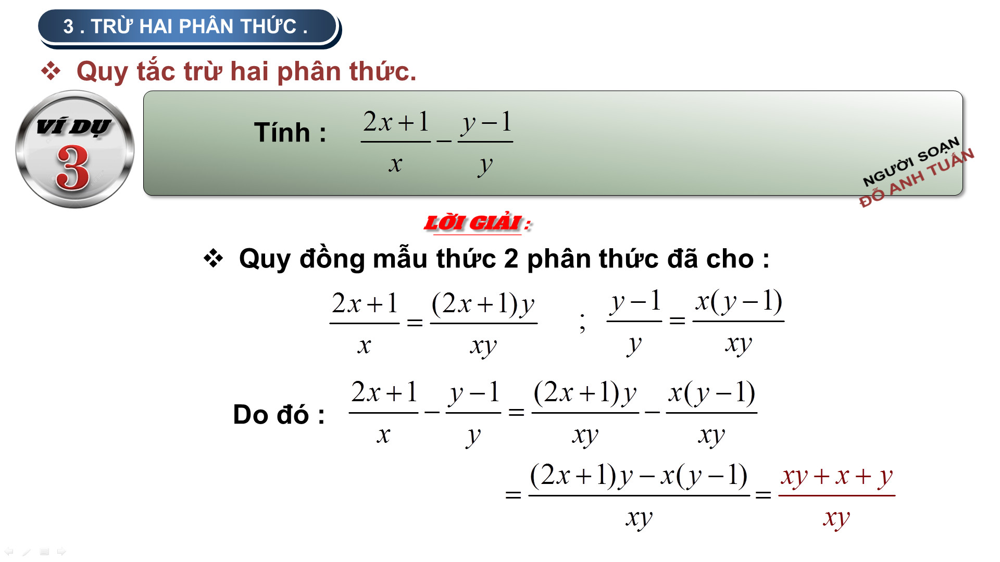 3 . TRỪ HAI PHÂN THỨC .
❖ Quy tắc trừ hai phân thức.
VÍ DỤ
3
Tính : \frac{2x+1}{x} - \frac{y-1}{y}
NGƯỜI SOẠN
ĐỖ ANH TUẤN
LỜI GIẢI :
❖ Quy đồng mẫu thức 2 phân thức đã cho :
\frac{2x+1}{x} = \frac{(2x+1)y}{xy} ; \frac{y-1}{y} = \frac{x(y-1)}{xy}
Do đó : \frac{2x+1}{x} - \frac{y-1}{y} = \frac{(2x+1)y}{xy} - \frac{x(y-1)}{xy}
= \frac{(2x+1)y - x(y-1)}{xy} = \frac{xy+x+y}{xy}